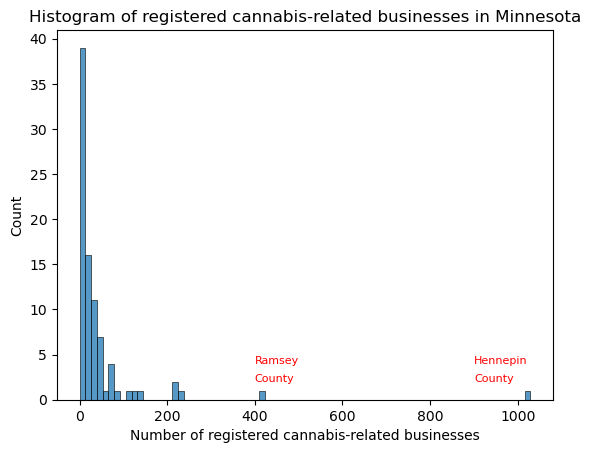 Histogram of registered cannabis-related businesses in Minnesota
40
35
30
25
20
15
10
5
0
Count
Ramsey
County
Hennepin
County
0
200
400
600
800
1000
Number of registered cannabis-related businesses